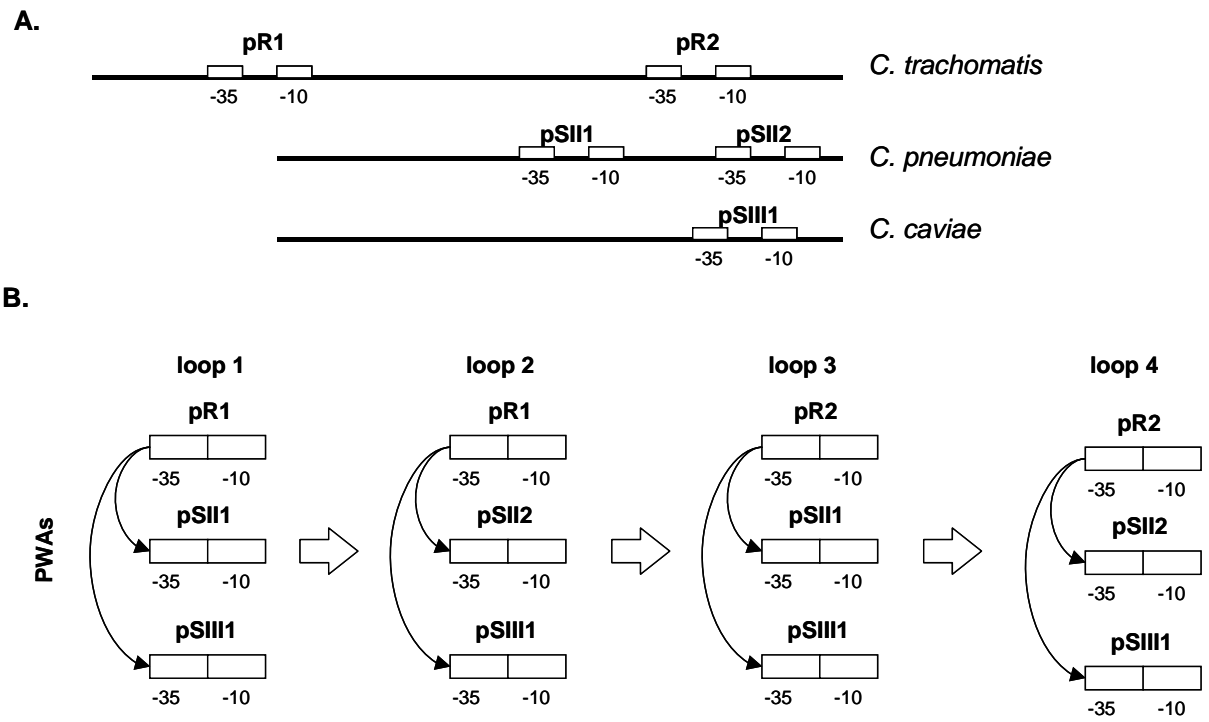 A.
pR1 pR2
C. trachomatis
-35 -10 -35 -10
pSII1 pSII2
C. pneumoniae
-35 -10 -35 -10
pSIII1
C. caviae
-35 -10
B.
loop 1 loop 2 loop 3 loop 4
pR1 pR1 pR2 pR2
-35 -10 -35 -10 -35 -10 -35 -10
pSII1 pSII2 pSII1 pSII2
PWAs
-35 -10 -35 -10 -35 -10 -35 -10
pSIII1 pSIII1 pSIII1 pSIII1
-35 -10 -35 -10 -35 -10 -35 -10